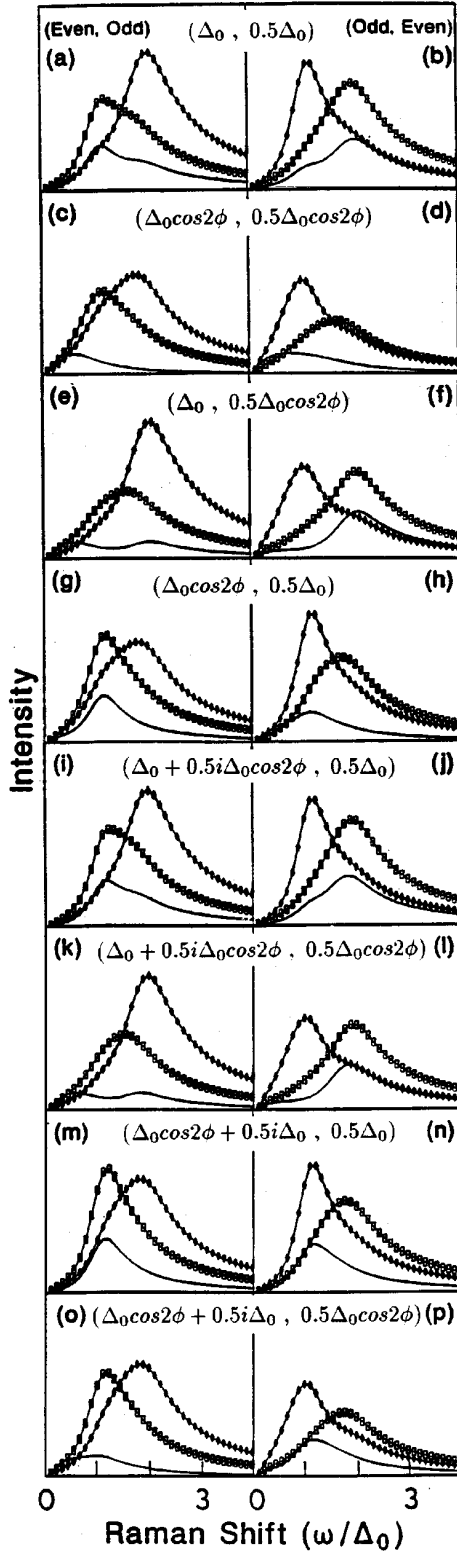 (Even, Odd) (Δ₀ , 0.5Δ₀) (Odd, Even)
(a) (b)
(c) (Δ₀cos2ϕ , 0.5Δ₀cos2ϕ) (d)
(e) (Δ₀ , 0.5Δ₀cos2ϕ) (f)
(g) (Δ₀cos2ϕ , 0.5Δ₀) (h)
(i) (Δ₀ + 0.5iΔ₀cos2ϕ , 0.5Δ₀) (j)
(k) (Δ₀ + 0.5iΔ₀cos2ϕ , 0.5Δ₀cos2ϕ) (l)
(m) (Δ₀cos2ϕ + 0.5iΔ₀ , 0.5Δ₀) (n)
(o) (Δ₀cos2ϕ + 0.5iΔ₀ , 0.5Δ₀cos2ϕ) (p)
Intensity
0 3 0 3
Raman Shift (ω/Δ₀)